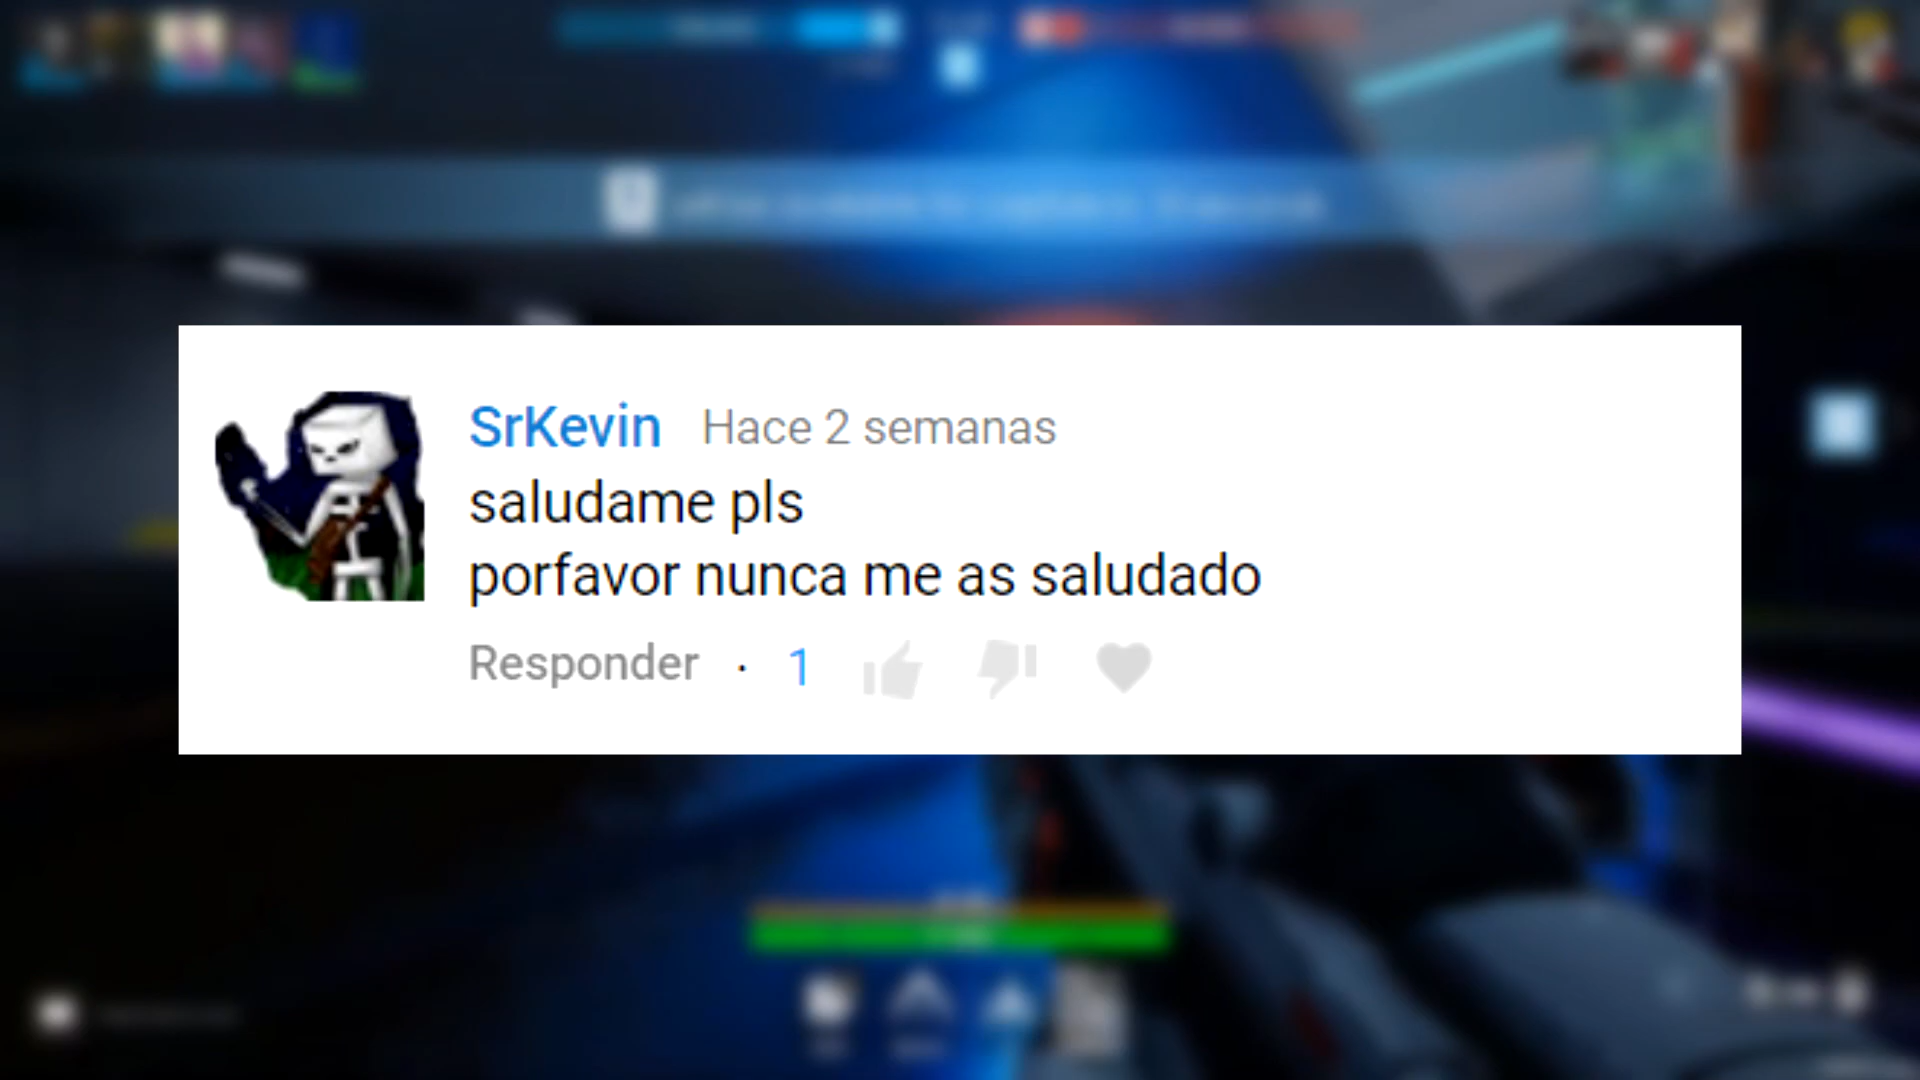 SrKevin Hace 2 semanas
saludame pls
porfavor nunca me as saludado
Responder · 1